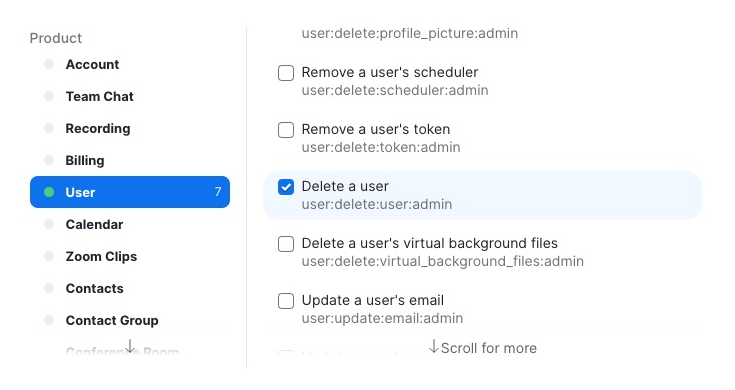 Product
Account
Team Chat
Recording
Billing
User 7
Calendar
Zoom Clips
Contacts
Contact Group
Conference Room
user:delete:profile_picture:admin
Remove a user's scheduler
user:delete:scheduler:admin
Remove a user's token
user:delete:token:admin
Delete a user
user:delete:user:admin
Delete a user's virtual background files
user:delete:virtual_background_files:admin
Update a user's email
user:update:email:admin
Scroll for more